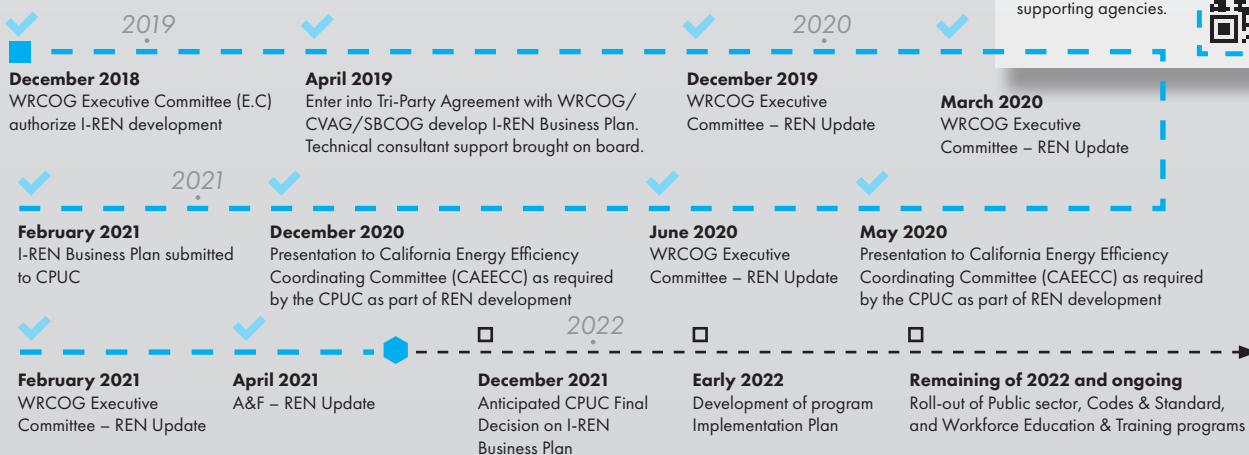 supporting agencies.
2019
2020
December 2018
WRCOG Executive Committee (E.C)
authorize I-REN development
April 2019
Enter into Tri-Party Agreement with WRCOG/
CVAG/SBCOG develop I-REN Business Plan.
Technical consultant support brought on board.
December 2019
WRCOG Executive
Committee – REN Update
March 2020
WRCOG Executive
Committee – REN Update
2021
February 2021
I-REN Business Plan submitted
to CPUC
December 2020
Presentation to California Energy Efficiency
Coordinating Committee (CAEECC) as required
by the CPUC as part of REN development
June 2020
WRCOG Executive
Committee – REN Update
May 2020
Presentation to California Energy Efficiency
Coordinating Committee (CAEECC) as required
by the CPUC as part of REN development
2022
February 2021
WRCOG Executive
Committee – REN Update
April 2021
A&F – REN Update
December 2021
Anticipated CPUC Final
Decision on I-REN
Business Plan
Early 2022
Development of program
Implementation Plan
Remaining of 2022 and ongoing
Roll-out of Public sector, Codes & Standard,
and Workforce Education & Training programs